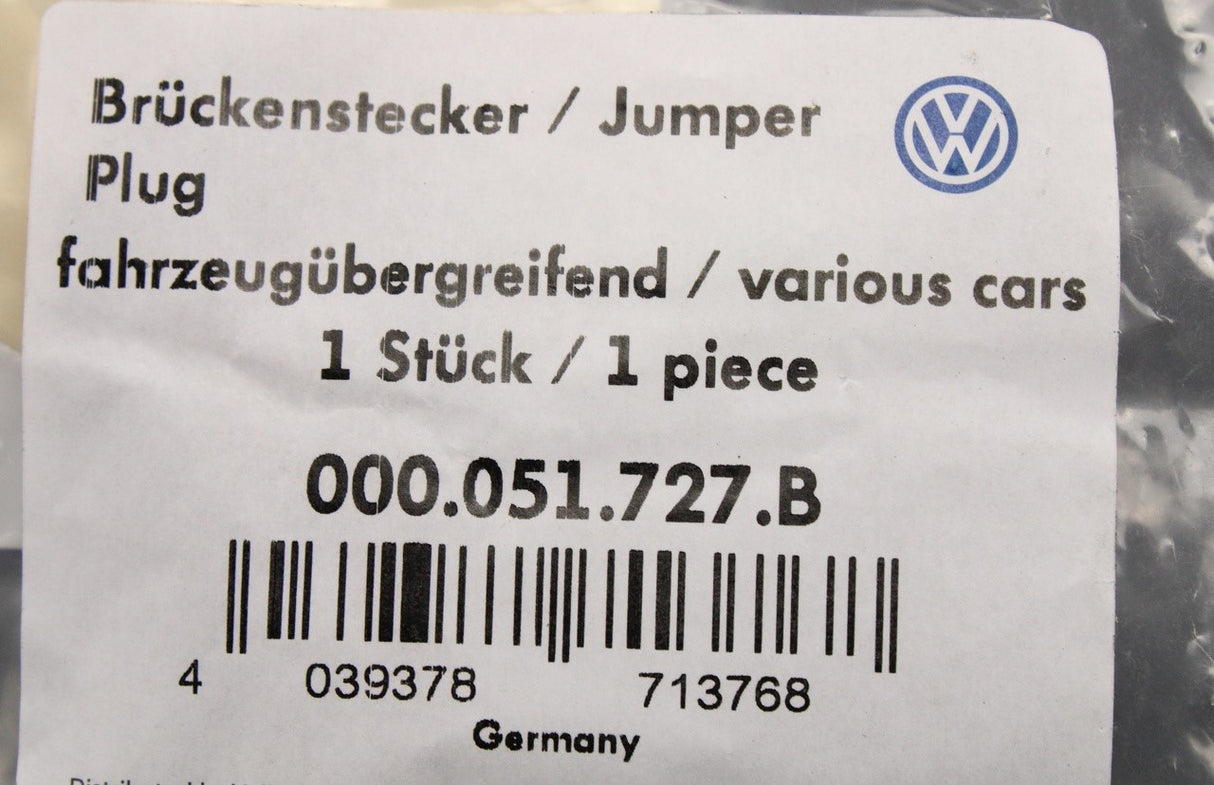 Brückenstecker / Jumper
Plug
fahrzeugübergreifend / various cars
1 Stück / 1 piece
000.051.727.B
4 039378 713768
Germany